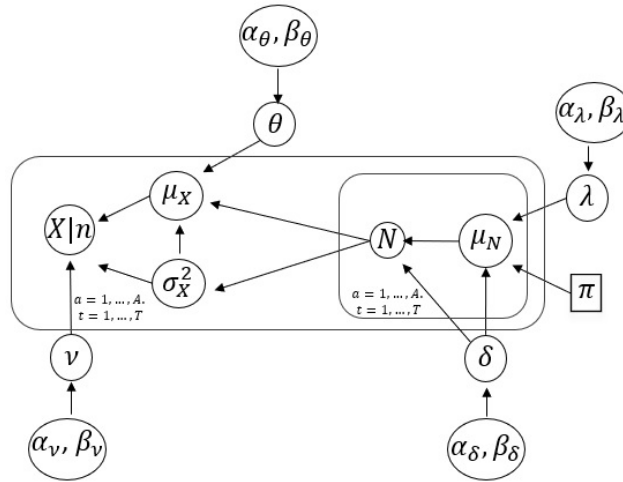 α_θ, β_θ
θ
α_λ, β_λ
λ
μ_X
X|n
N
μ_N
σ_X^2
π
a = 1, …, A.
t = 1, …, T
a = 1, …, A.
t = 1, …, T
ν
δ
α_ν, β_ν
α_δ, β_δ